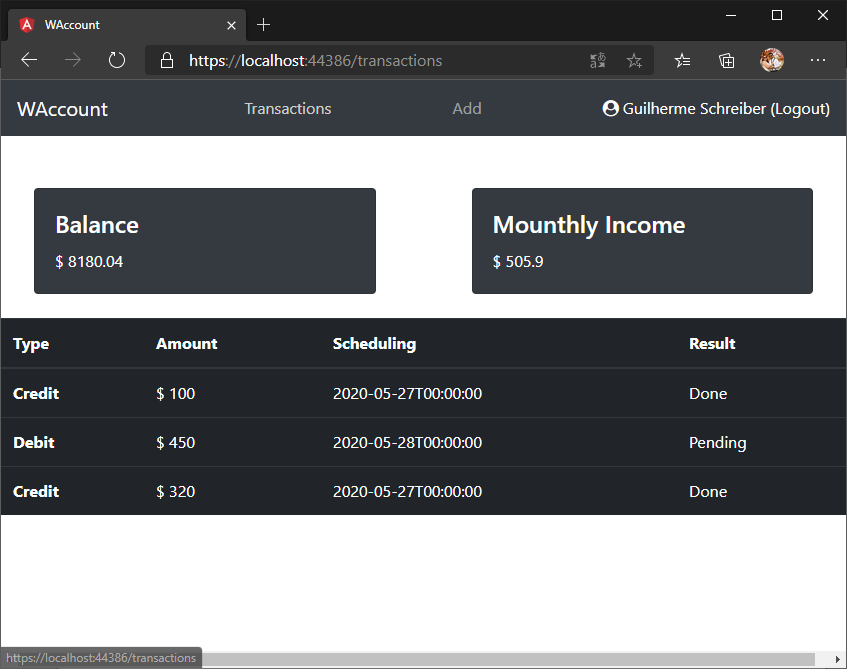 WAccount
https://localhost:44386/transactions
WAccount Transactions Add Guilherme Schreiber (Logout)
Balance
$ 8180.04
Mounthly Income
$ 505.9
Type Amount Scheduling Result
Credit $ 100 2020-05-27T00:00:00 Done
Debit $ 450 2020-05-28T00:00:00 Pending
Credit $ 320 2020-05-27T00:00:00 Done
https://localhost:44386/transactions